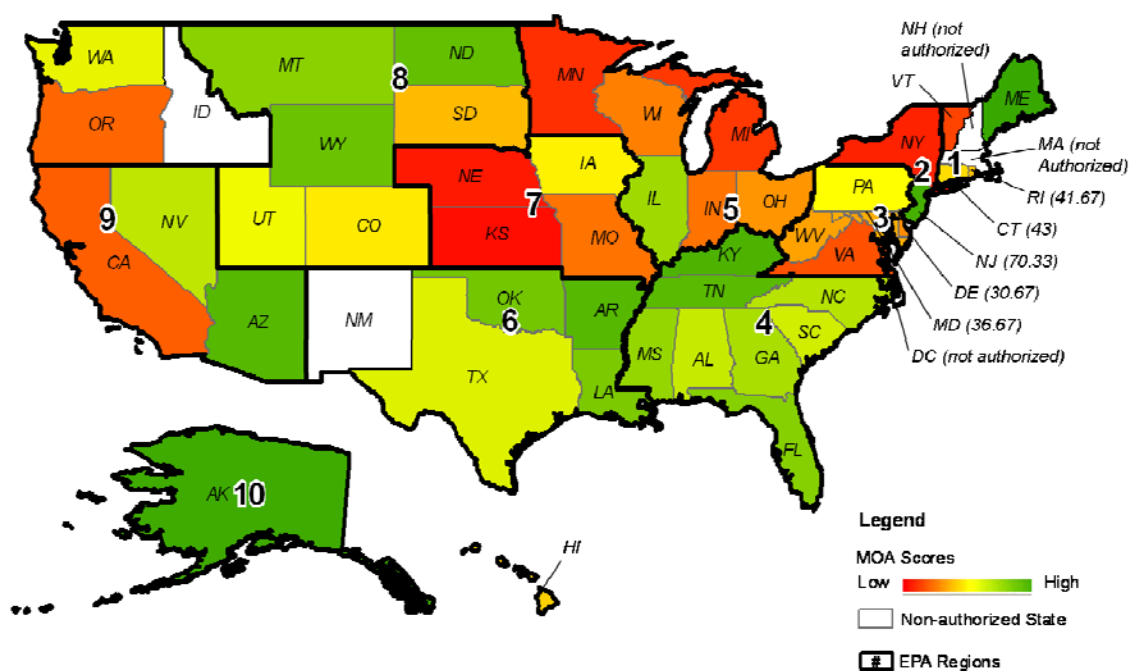 NH (not
authorized)
VT
WA
MT
ND
MN
ME
8
OR
ID
SD
WI
MI
NY
MA (not
Authorized)
WY
1
2
IA
NE
PA
RI (41.67)
9
NV
UT
CO
7
IL
IN
5
OH
3
CT (43)
KS
MO
WV
VA
NJ (70.33)
CA
KY
DE (30.67)
AZ
NM
OK
6
AR
TN
NC
MD (36.67)
4
SC
DC (not authorized)
TX
MS
AL
GA
LA
FL
AK
10
HI
Legend
MOA Scores
Low
High
Non-authorized State
# EPA Regions